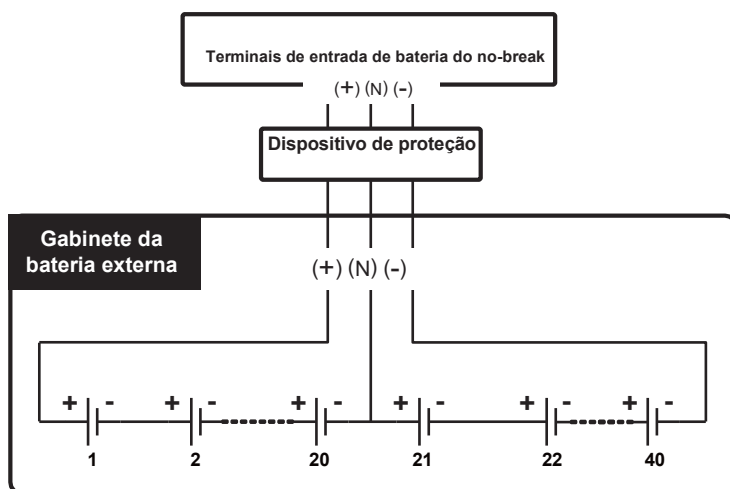 Terminais de entrada de bateria do no-break
(+) (N) (-)
Dispositivo de proteção
Gabinete da
bateria externa
(+) (N) (-)
+ - + - + - + - + - + -
1 2 20 21 22 40